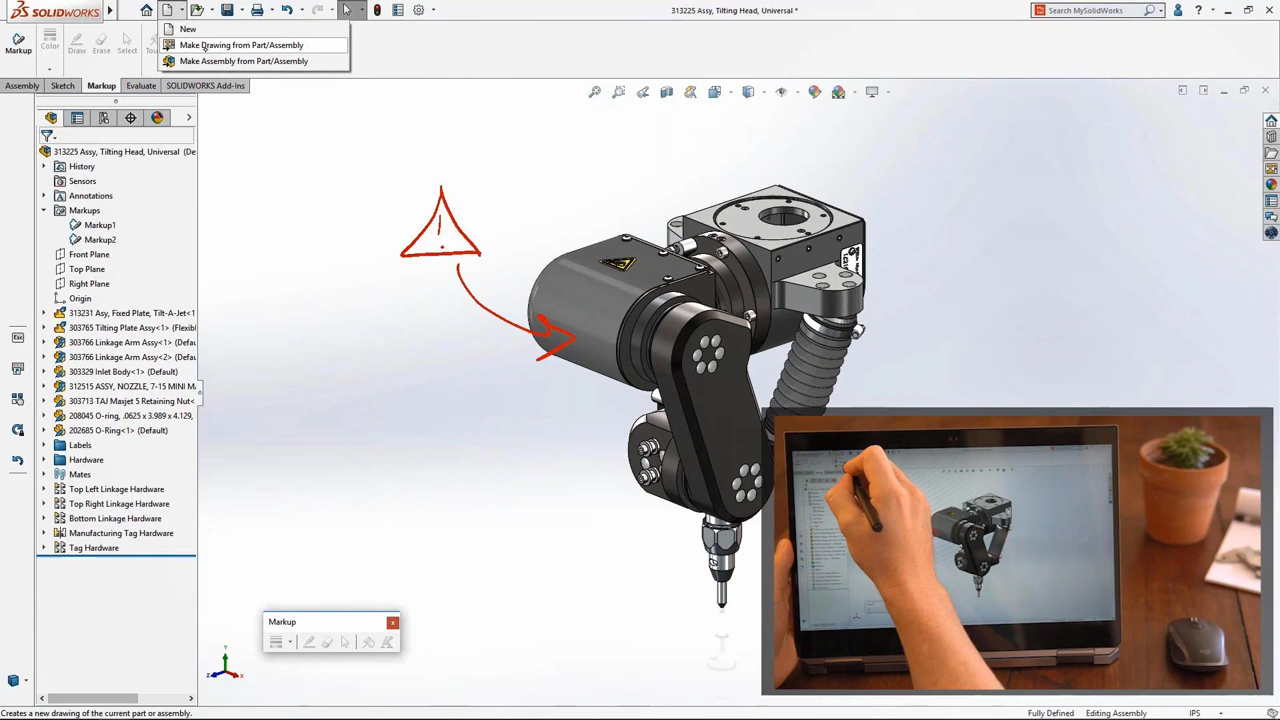 SOLIDWORKS
313225 Assy, Tilting Head, Universal *
Search MySolidWorks
?
New
Make Drawing from Part/Assembly
Make Assembly from Part/Assembly
Markup
Color
Draw
Erase
Select
Assembly
Sketch
Markup
Evaluate
SOLIDWORKS Add-Ins
313225 Assy, Tilting Head, Universal (De
History
Sensors
Annotations
Markups
Markup1
Markup2
Front Plane
Top Plane
Right Plane
Origin
313231 Asy, Fixed Plate, Tilt-A-Jet<1
303765 Tilting Plate Assy<1> (Flexibl
303766 Linkage Arm Assy<1> (Defau
303766 Linkage Arm Assy<2> (Defau
303329 Inlet Body<1> (Default)
312515 ASSY, NOZZLE, 7-15 MINI M
303713 TAJ Maxjet 5 Retaining Nut<
208045 O-ring, .0625 x 3.989 x 4.129,
202685 O-Ring<1> (Default)
Labels
Hardware
Mates
Top Left Linkage Hardware
Top Right Linkage Hardware
Bottom Linkage Hardware
Manufacturing Tag Hardware
Tag Hardware
Esc
!
Markup
x
Y
Z
X
Creates a new drawing of the current part or assembly.
Fully Defined
Editing Assembly
IPS